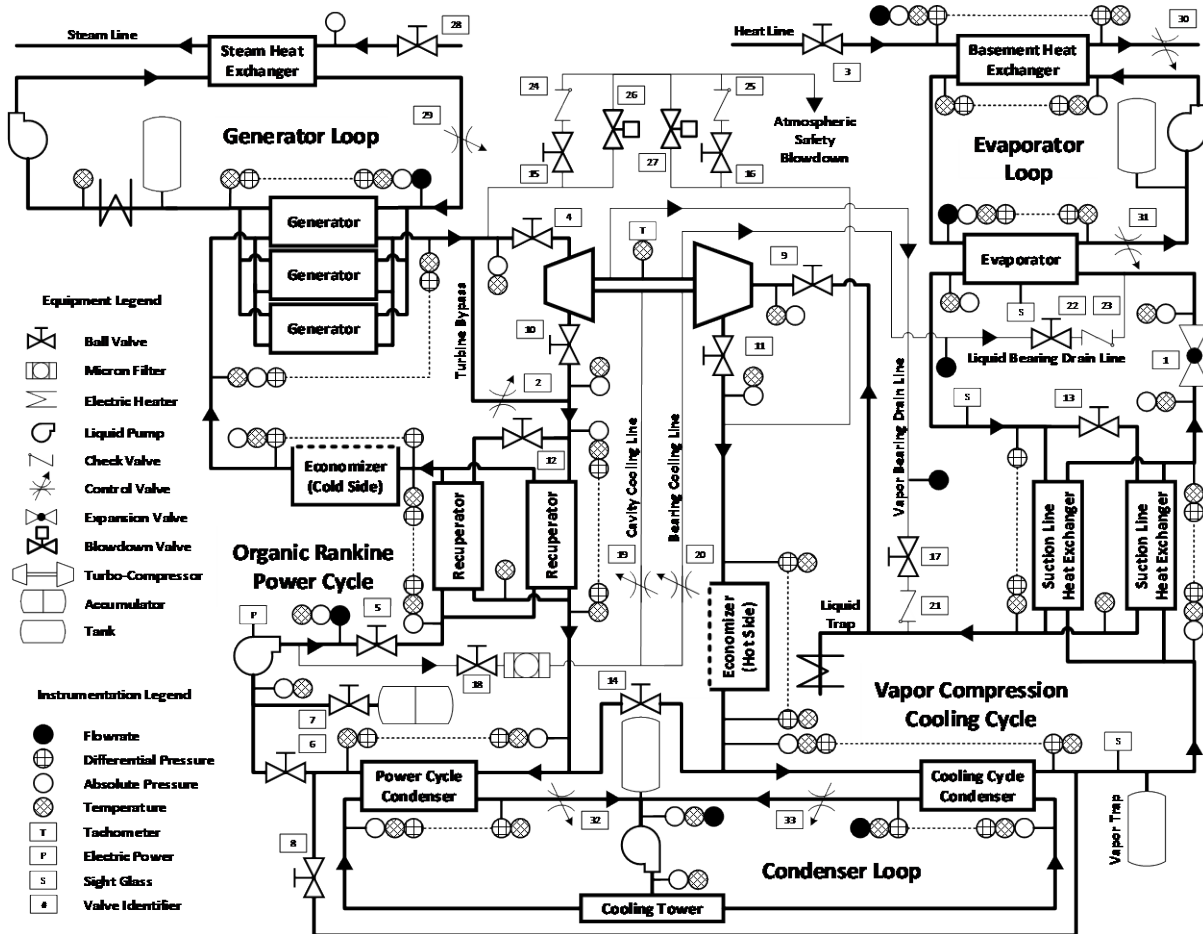 Steam Line
28
Heat Line
30
Steam Heat
Exchanger
Basement Heat
Exchanger
3
24
26
25
29
Generator Loop
Atmospheric
Safety
Blowdown
Evaporator
Loop
15
27
16
Generator
4
T
9
31
Generator
Evaporator
Equipment Legend
Generator
Turbine Bypass
10
11
S
22
23
Liquid Bearing Drain Line
1
Ball Valve
Micron Filter
2
S
13
Electric Heater
Liquid Pump
12
Economizer
(Cold Side)
Cavity Cooling Line
Bearing Cooling Line
Vapor Bearing Drain Line
Check Valve
Control Valve
Expansion Valve
Blowdown Valve
Recuperator
Recuperator
Suction Line
Heat Exchanger
Suction Line
Heat Exchanger
Organic Rankine
Power Cycle
19
20
17
Turbo-Compressor
Accumulator
P
5
21
Liquid
Trap
Tank
Economizer
(Hot Side)
18
14
Vapor Compression
Cooling Cycle
Instrumentation Legend
7
6
Flowrate
S
Differential Pressure
Absolute Pressure
Power Cycle
Condenser
Cooling Cycle
Condenser
Temperature
32
33
Vapor Trap
T
Tachometer
8
P
Electric Power
Condenser Loop
S
Sight Glass
#
Valve Identifier
Cooling Tower